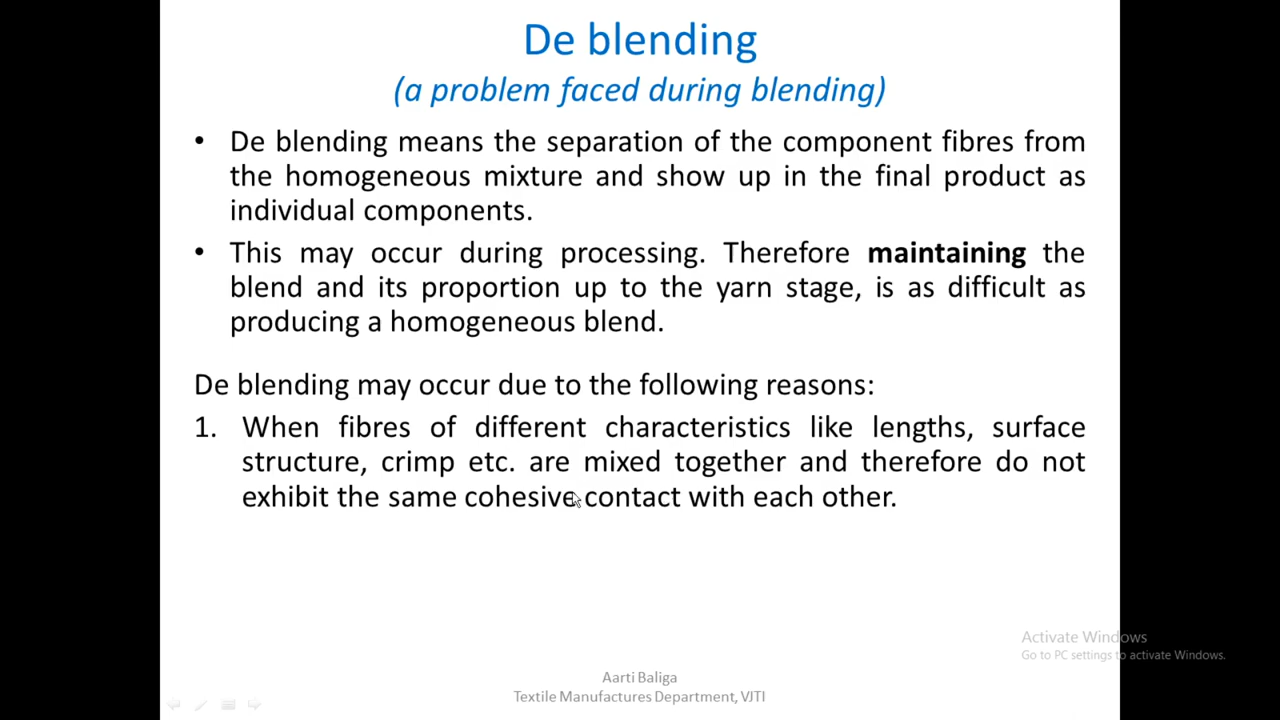 De blending
(a problem faced during blending)
• De blending means the separation of the component fibres from
the homogeneous mixture and show up in the final product as
individual components.
• This may occur during processing. Therefore maintaining the
blend and its proportion up to the yarn stage, is as difficult as
producing a homogeneous blend.
De blending may occur due to the following reasons:
1. When fibres of different characteristics like lengths, surface
structure, crimp etc. are mixed together and therefore do not
exhibit the same cohesive contact with each other.
Activate Windows
Go to PC settings to activate Windows.
Aarti Baliga
Textile Manufactures Department, VJTI